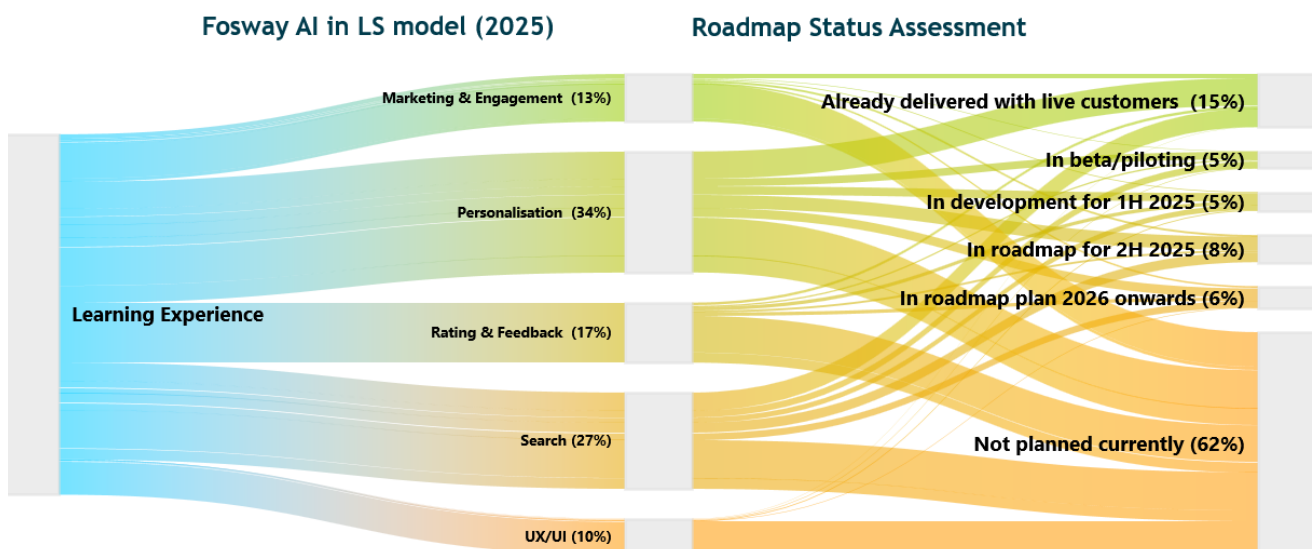 Fosway AI in LS model (2025)
Roadmap Status Assessment
Learning Experience
Marketing & Engagement (13%)
Personalisation (34%)
Rating & Feedback (17%)
Search (27%)
UX/UI (10%)
Already delivered with live customers (15%)
In beta/piloting (5%)
In development for 1H 2025 (5%)
In roadmap for 2H 2025 (8%)
In roadmap plan 2026 onwards (6%)
Not planned currently (62%)